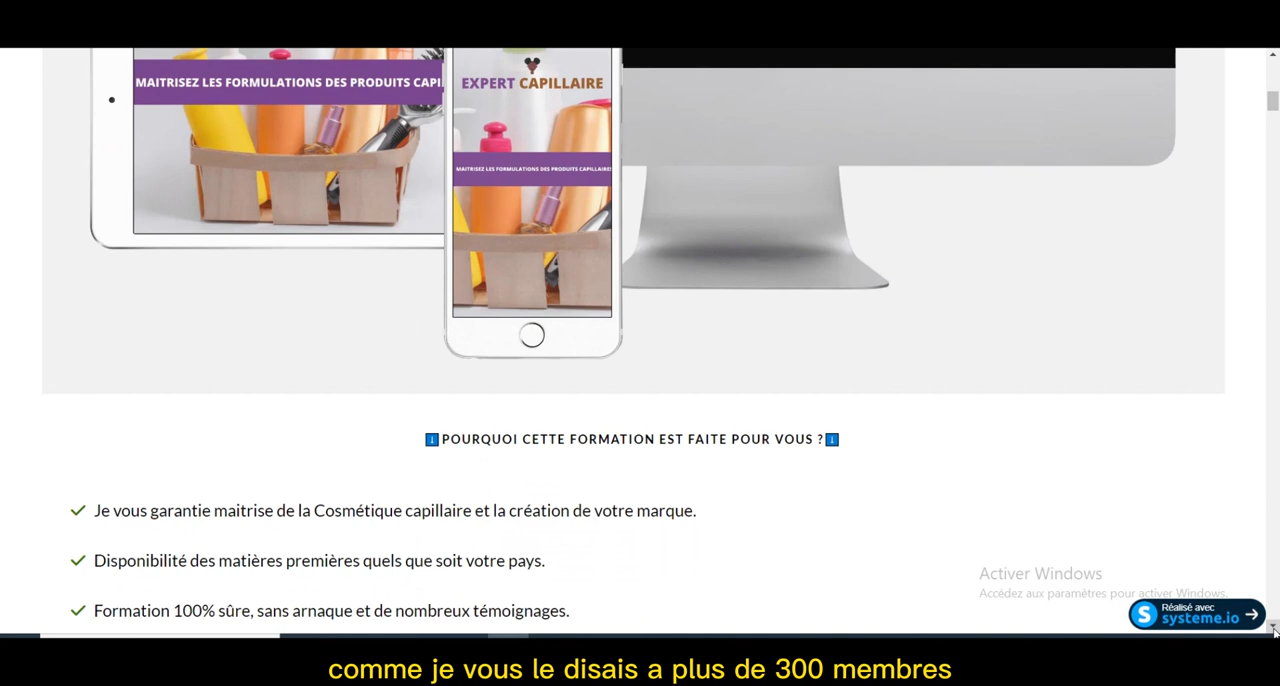 MAITRISEZ LES FORMULATIONS DES PRODUITS CAPI
EXPERT CAPILLAIRE
MAITRISEZ LES FORMULATIONS DES PRODUITS CAPILLAIRES
POURQUOI CETTE FORMATION EST FAITE POUR VOUS ?
Je vous garantie maitrise de la Cosmétique capillaire et la création de votre marque.
Disponibilité des matières premières quels que soit votre pays.
Formation 100% sûre, sans arnaque et de nombreux témoignages.
Activer Windows
Accédez aux paramètres pour activer Windows.
Réalisé avec
systeme.io
comme je vous le disais a plus de 300 membres